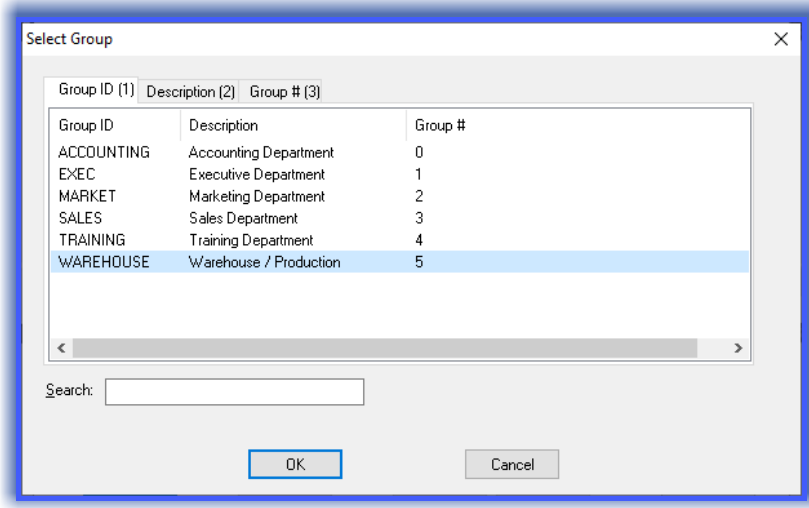 Select Group
Group ID (1) Description (2) Group # (3)
Group ID Description Group #
ACCOUNTING Accounting Department 0
EXEC Executive Department 1
MARKET Marketing Department 2
SALES Sales Department 3
TRAINING Training Department 4
WAREHOUSE Warehouse / Production 5
Search:
OK Cancel